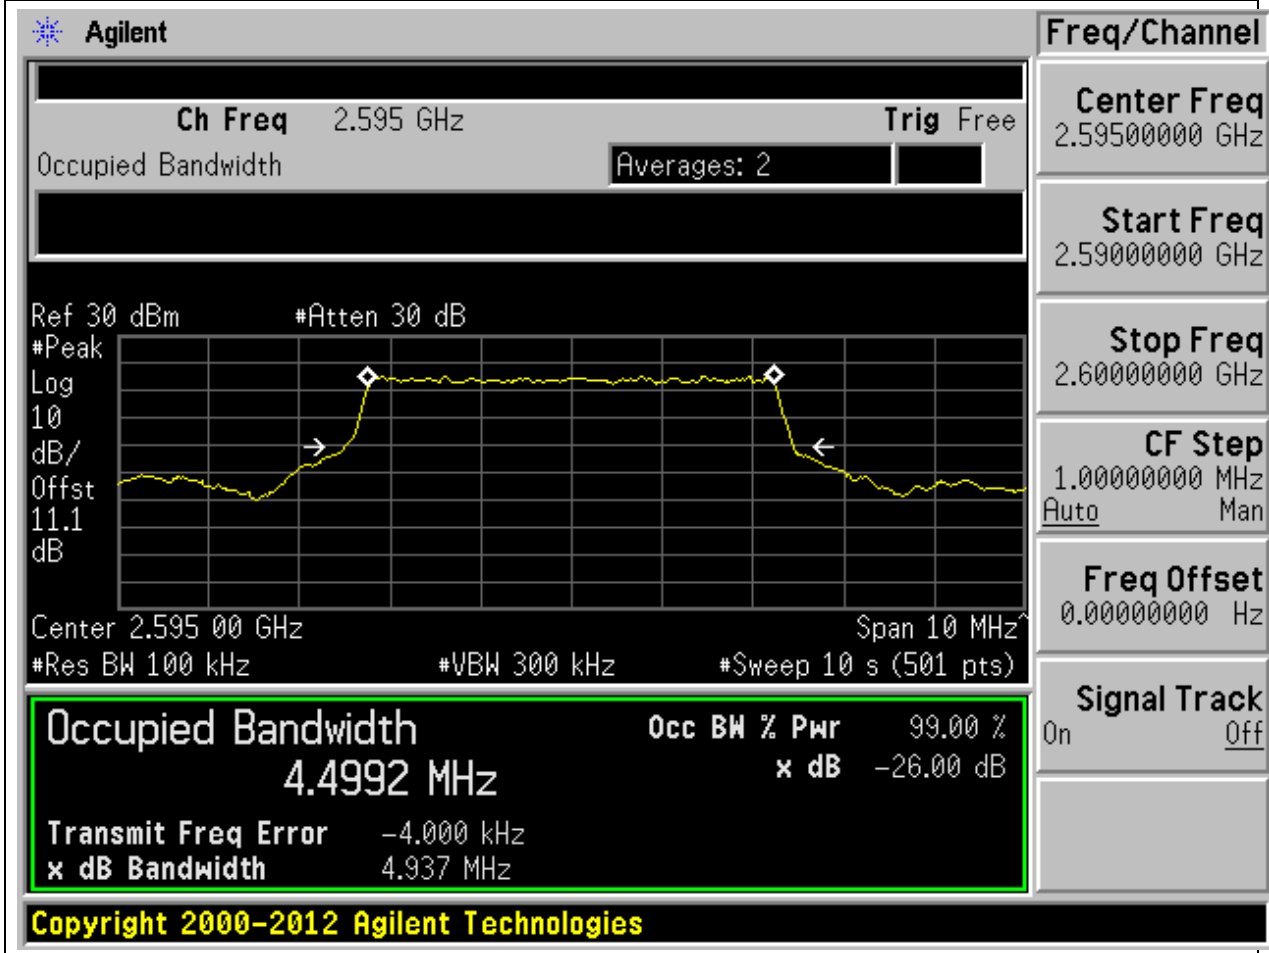 Agilent
Freq/Channel
Ch Freq 2.595 GHz Trig Free
Occupied Bandwidth Averages: 2
Center Freq
2.59500000 GHz
Start Freq
2.59000000 GHz
Stop Freq
2.60000000 GHz
CF Step
1.00000000 MHz
Auto Man
Freq Offset
0.00000000 Hz
Signal Track
On Off
Ref 30 dBm #Atten 30 dB
#Peak
Log
10
dB/
Offst
11.1
dB
Center 2.595 00 GHz Span 10 MHz^
#Res BW 100 kHz #VBW 300 kHz #Sweep 10 s (501 pts)
Occupied Bandwidth Occ BW % Pwr 99.00 %
4.4992 MHz x dB -26.00 dB
Transmit Freq Error -4.000 kHz
x dB Bandwidth 4.937 MHz
Copyright 2000-2012 Agilent Technologies